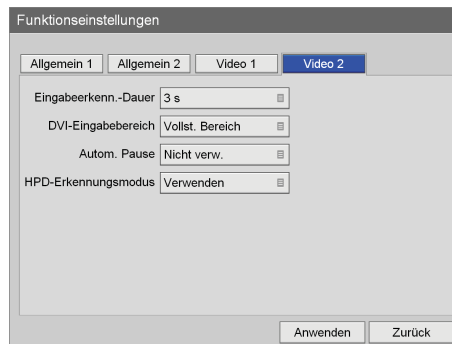 Funktionseinstellungen
Allgemein 1 Allgemein 2 Video 1 Video 2
Eingabeerkenn.-Dauer 3 s
DVI-Eingabebereich Vollst. Bereich
Autom. Pause Nicht verw.
HPD-Erkennungsmodus Verwenden
Anwenden Zurück